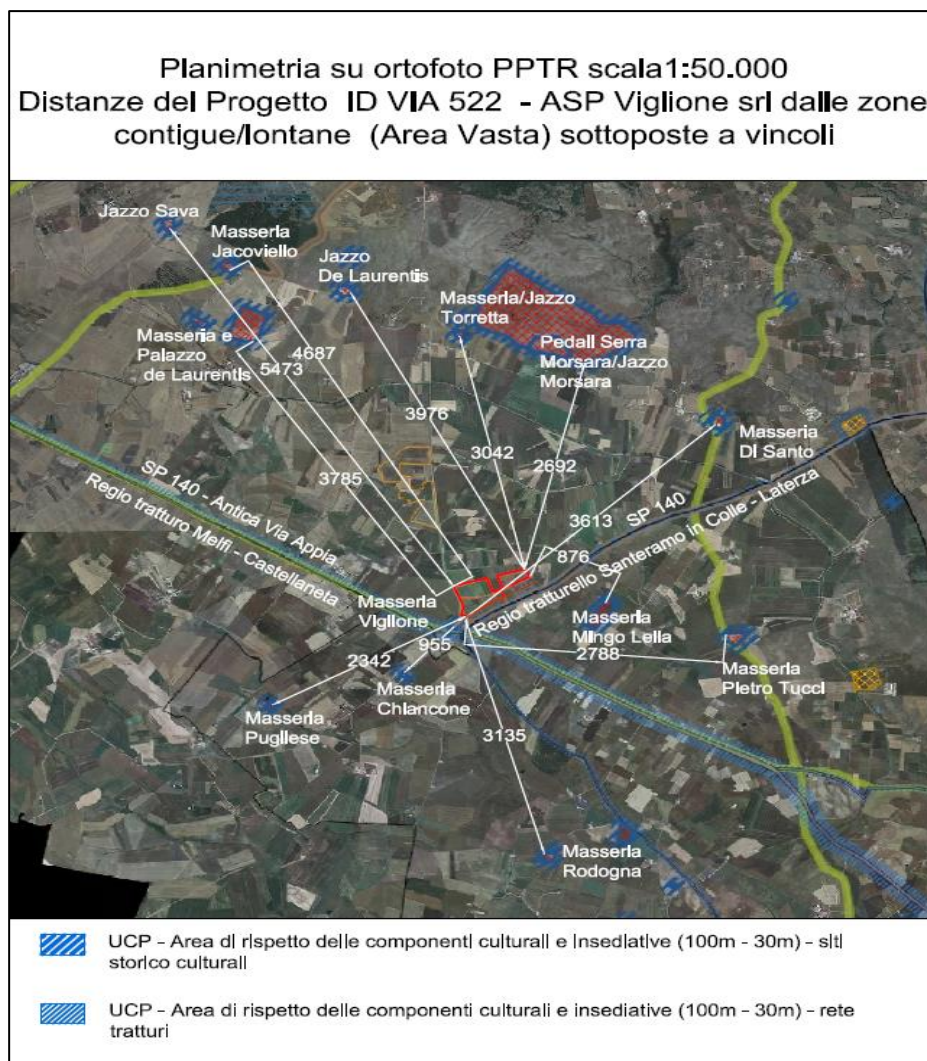 Planimetria su ortofoto PPTR scala1:50.000
Distanze del Progetto ID VIA 522 - ASP Viglione srl dalle zone
contigue/lontane (Area Vasta) sottoposte a vincoli
Jazzo Sava
Masseria
Jacoviello
Jazzo
De Laurentis
Masseria/Jazzo
Torretta
Pedali Serra
Morsara/Jazzo
Morsara
Masseria e
Palazzo
de Laurentis
4687
5473
3976
3042
2692
3785
Masseria
Di Santo
3613
SP 140
SP 140 - Antica Via Appia
Regio tratturo Melfi - Castellaneta
Regio tratturello Santeramo in Colle - Laterza
876
Masseria
Viglione
955
2342
Masseria
Mingo Lella
2788
Masseria
Pietro Tucci
Masseria
Chiancone
Masseria
Pugliese
3135
Masseria
Rodogna
UCP - Area di rispetto delle componenti culturali e insediative (100m - 30m) - siti
storico culturali
UCP - Area di rispetto delle componenti culturali e insediative (100m - 30m) - rete
tratturi